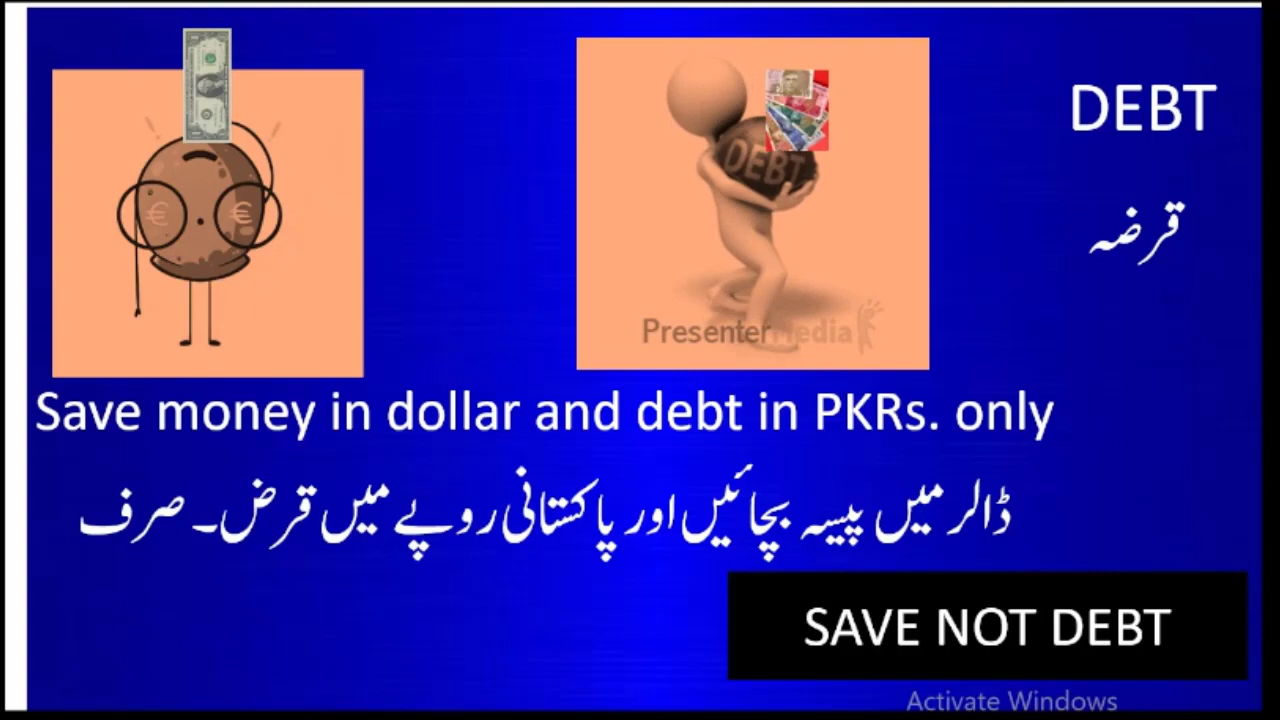 DEBT
قرضہ
DEBT
PresenterMedia
Save money in dollar and debt in PKRs. only
ڈالر میں پیسہ بچائیں اور پاکستانی روپے میں قرض۔ صرف
SAVE NOT DEBT
Activate Windows